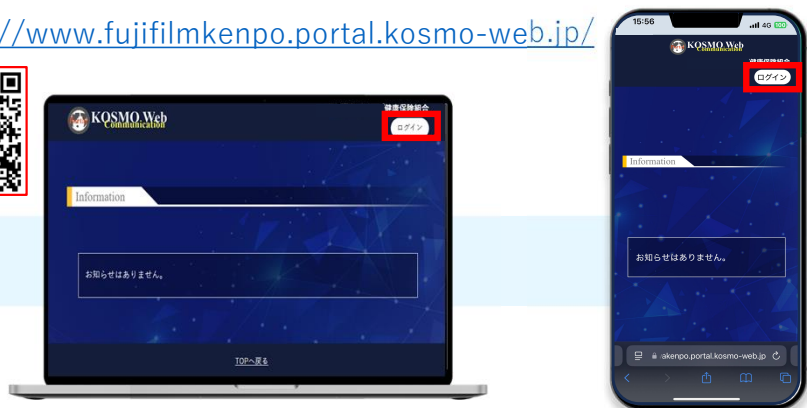 //www.fujifilmkenpo.portal.kosmo-web.jp/
KOSMO Web
Communication
健康保険組合
ログイン
Information
お知らせはありません。
TOPへ戻る
15:56
4G 100
KOSMO Web
Communication
健康保険組合
ログイン
Information
お知らせはありません。
akenpo.portal.kosmo-web.jp